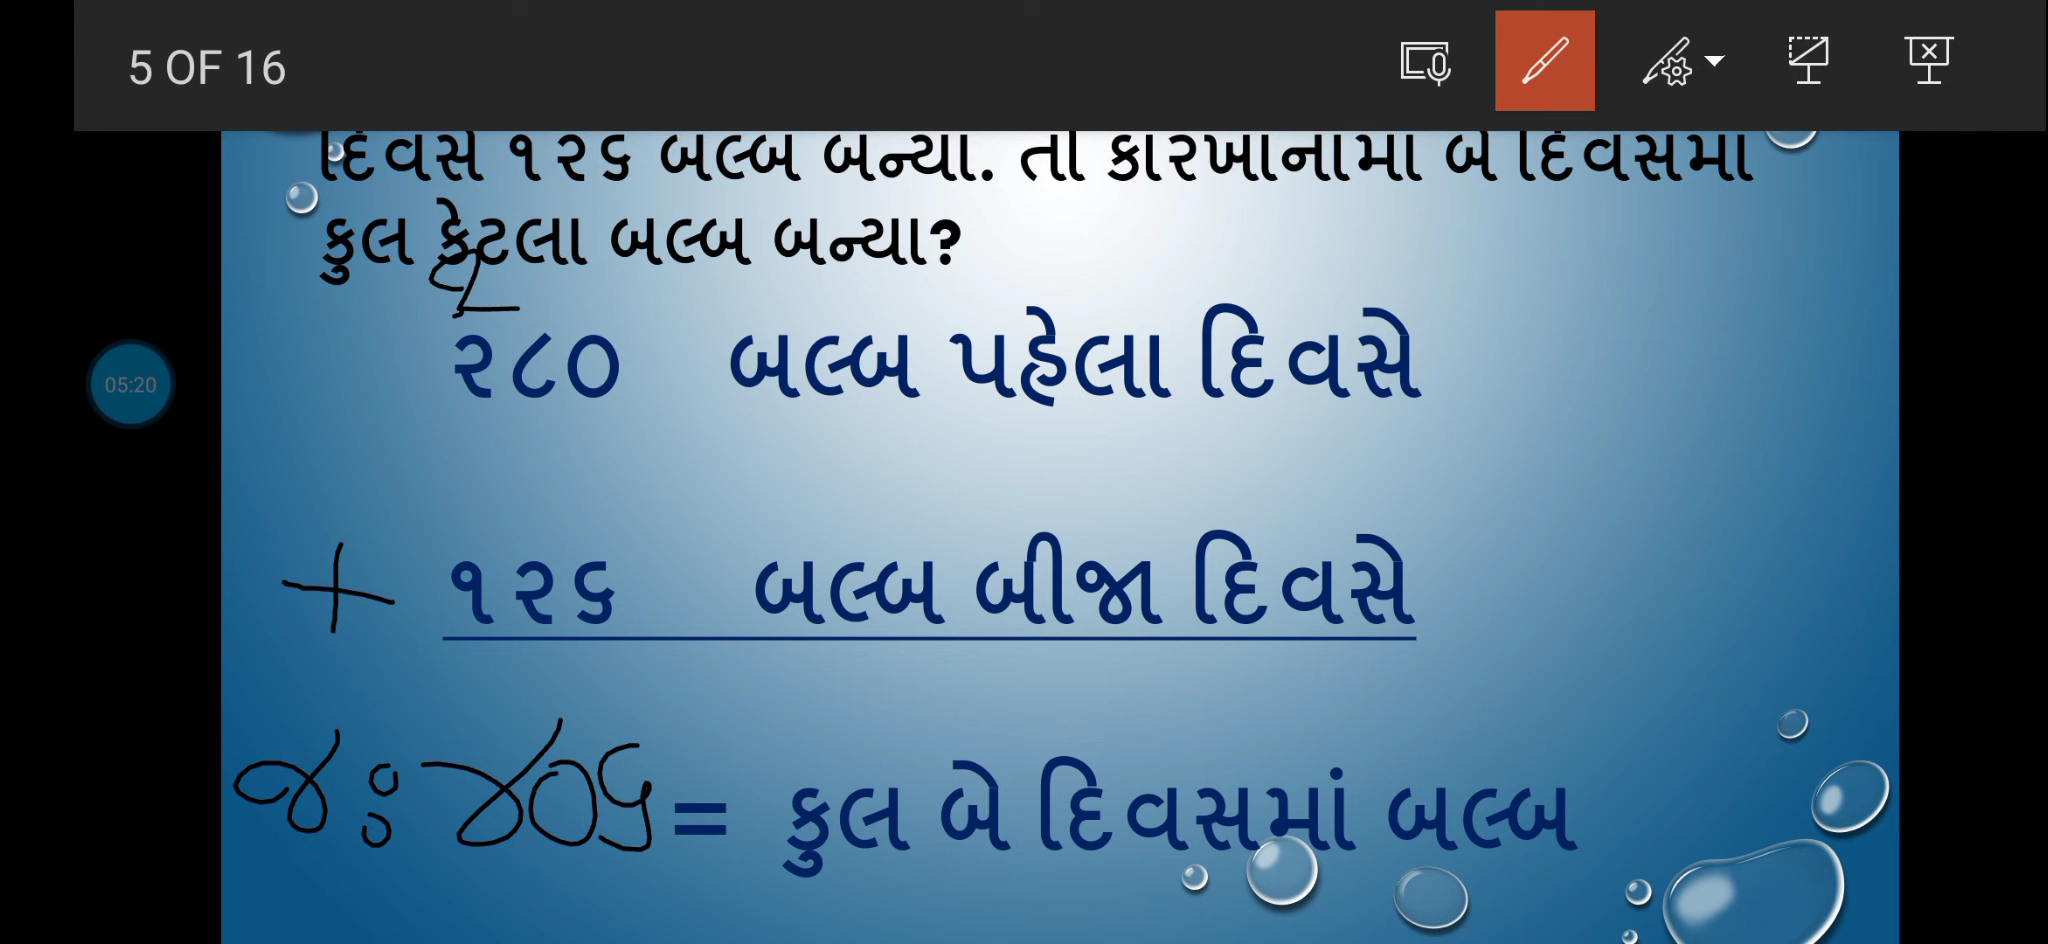 5 OF 16
દિવસે ૧૨૬ બલ્બ બન્યા. તો કારખાનામાં બે દિવસમાં
કુલ કેટલા બલ્બ બન્યા?
૨૮૦ બલ્બ પહેલા દિવસે
05:20
+ ૧૨૬ બલ્બ બીજા દિવસે
જ: ૪૦૬ = કુલ બે દિવસમાં બલ્બ